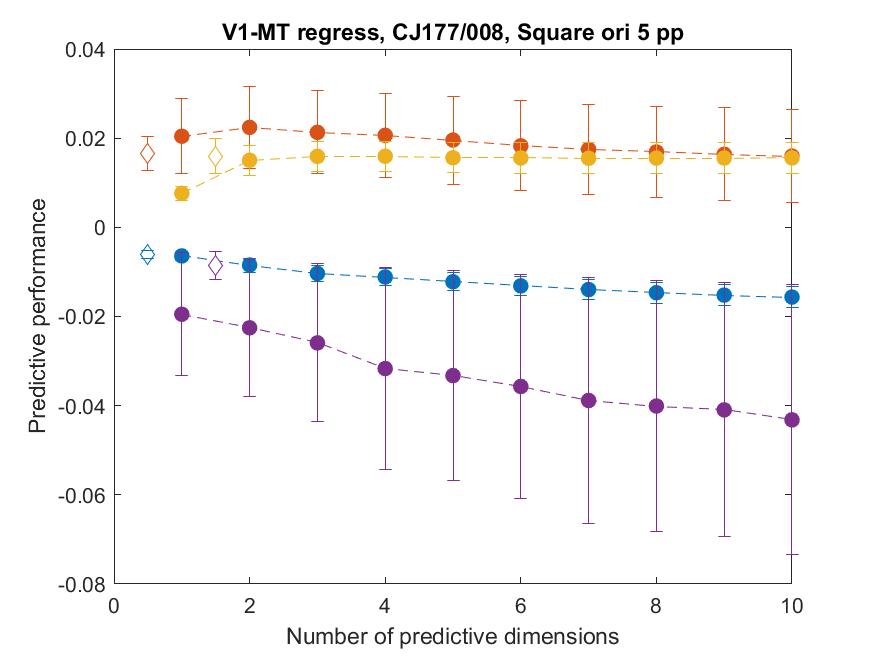 V1-MT regress, CJ177/008, Square ori 5 pp
0.04
0.02
0
-0.02
-0.04
-0.06
-0.08
Predictive performance
0 2 4 6 8 10
Number of predictive dimensions